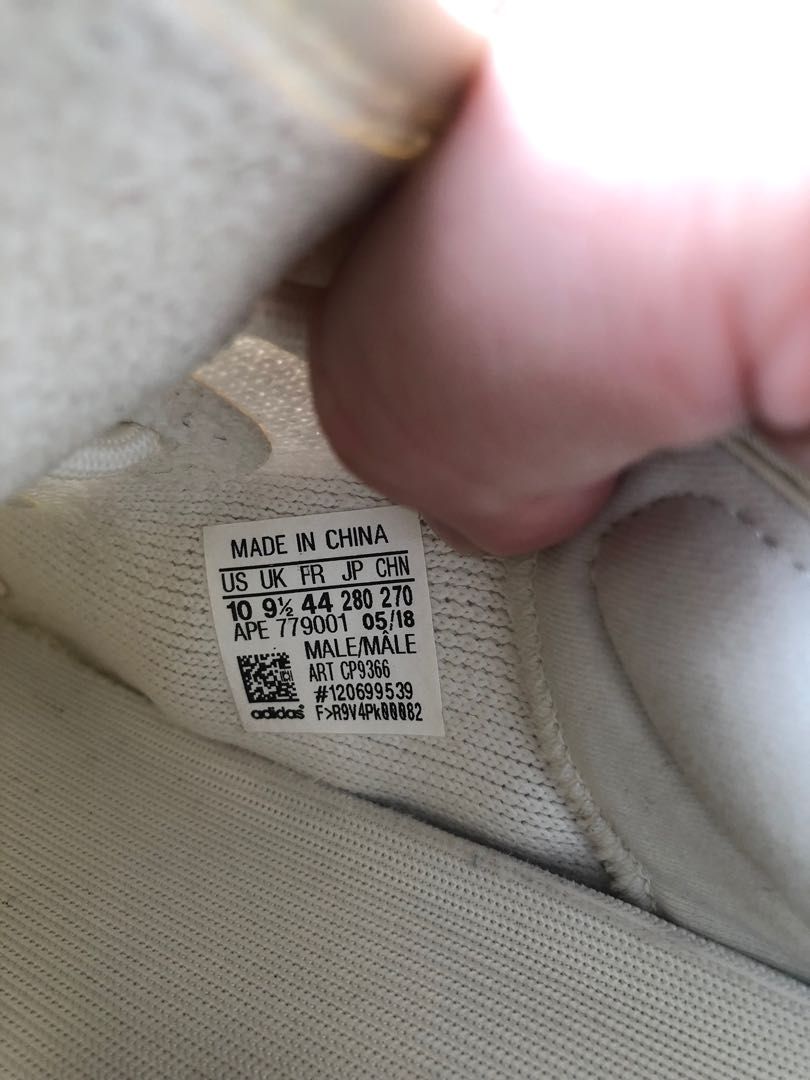 MADE IN CHINA
US UK FR JP CHN
10 9½ 44 280 270
APE 779001 05/18
MALE/MÂLE
ART CP9366
#120699539
adidas F>R9V4Pk00082